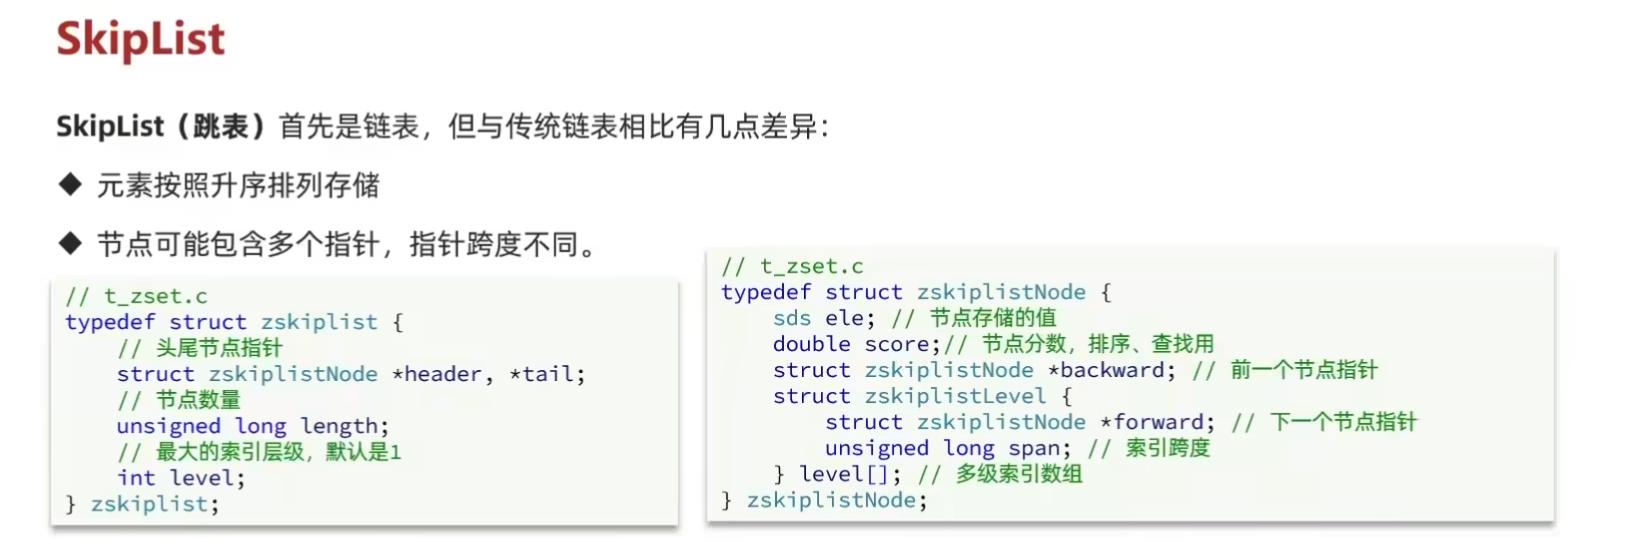 SkipList
SkipList（跳表）首先是链表，但与传统链表相比有几点差异：
◆ 元素按照升序排列存储
◆ 节点可能包含多个指针，指针跨度不同。
// t_zset.c
typedef struct zskiplist {
    // 头尾节点指针
    struct zskiplistNode *header, *tail;
    // 节点数量
    unsigned long length;
    // 最大的索引层级，默认是1
    int level;
} zskiplist;
// t_zset.c
typedef struct zskiplistNode {
    sds ele; // 节点存储的值
    double score;// 节点分数，排序、查找用
    struct zskiplistNode *backward; // 前一个节点指针
    struct zskiplistLevel {
        struct zskiplistNode *forward; // 下一个节点指针
        unsigned long span; // 索引跨度
    } level[]; // 多级索引数组
} zskiplistNode;